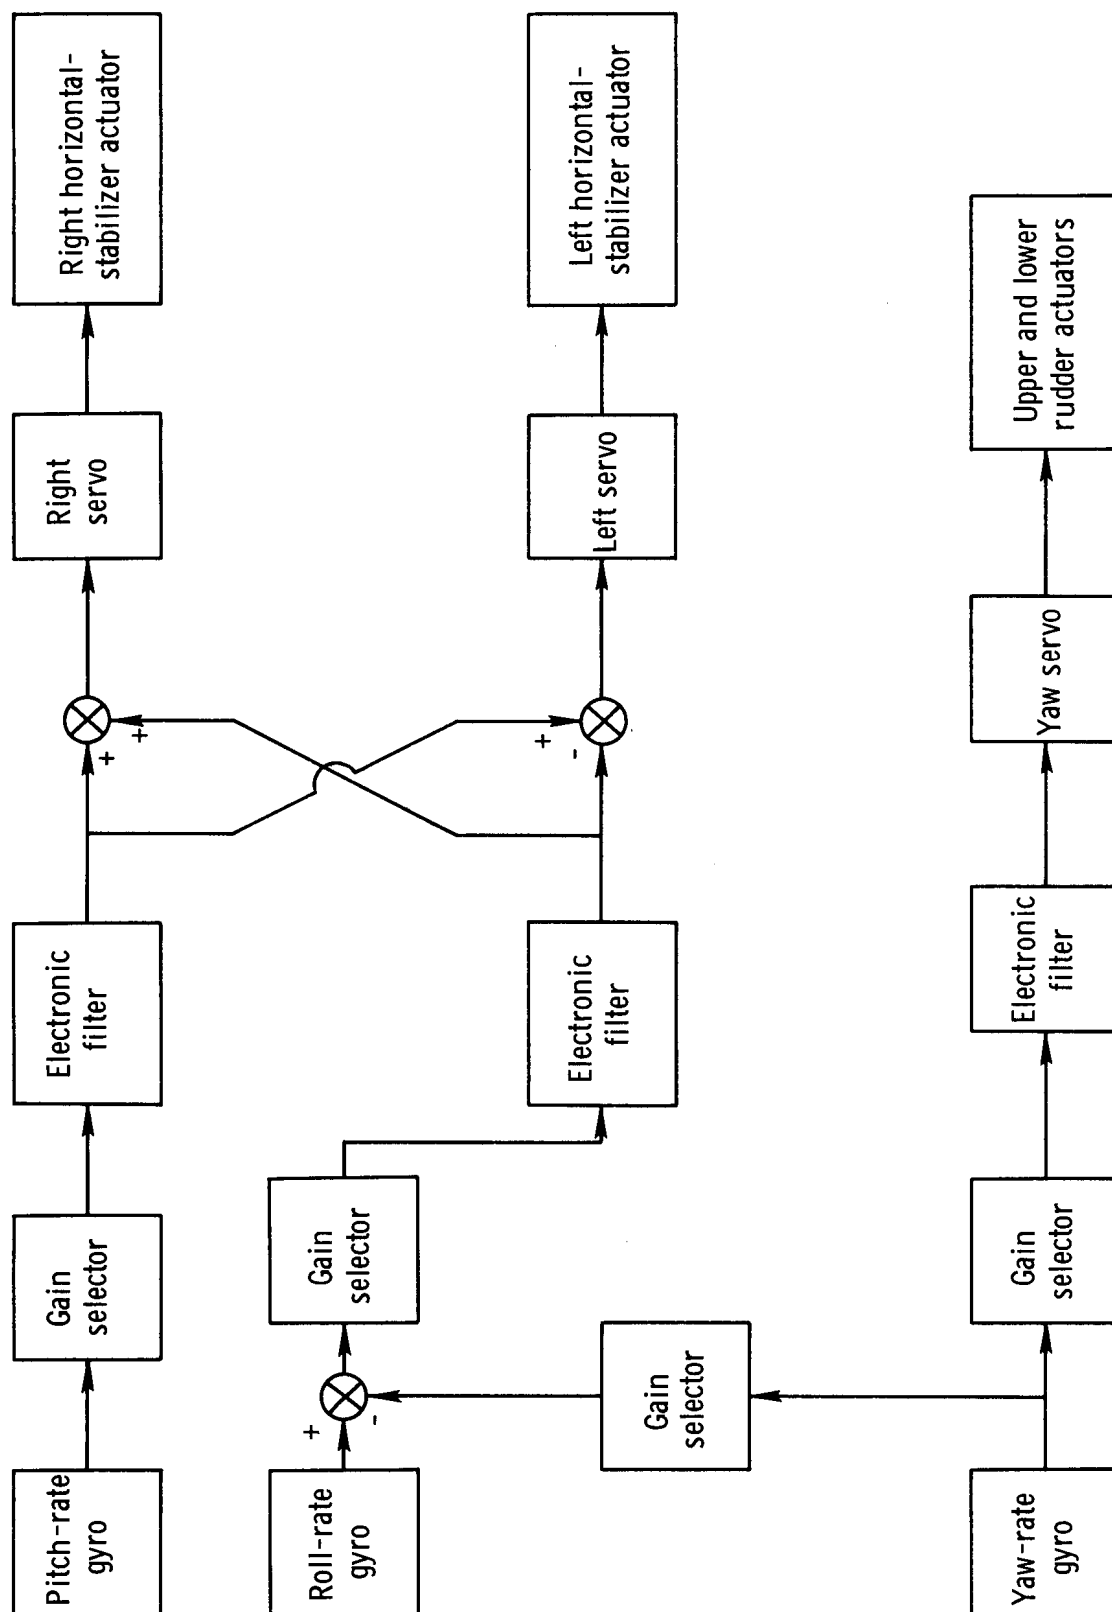 Pitch-rate
gyro
Gain
selector
Electronic
filter
+
+
Right
servo
Right horizontal-
stabilizer actuator
Roll-rate
gyro
+
-
Gain
selector
Electronic
filter
+
-
Left servo
Left horizontal-
stabilizer actuator
Gain
selector
Yaw-rate
gyro
Gain
selector
Electronic
filter
Yaw servo
Upper and lower
rudder actuators